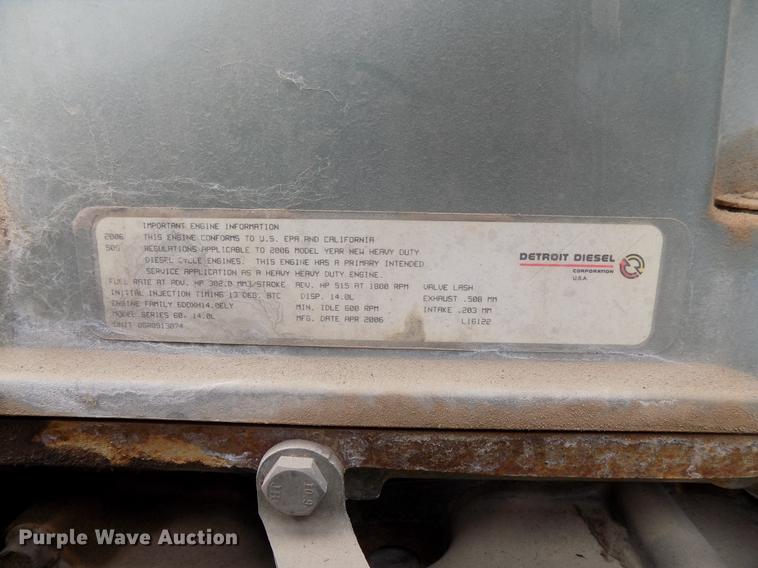 IMPORTANT ENGINE INFORMATION
2006 THIS ENGINE CONFORMS TO U.S. EPA AND CALIFORNIA
50S REGULATIONS APPLICABLE TO 2006 MODEL YEAR NEW HEAVY DUTY
DIESEL CYCLE ENGINES. THIS ENGINE HAS A PRIMARY INTENDED
SERVICE APPLICATION AS A HEAVY HEAVY DUTY ENGINE.
FUEL RATE AT ADV. HP 302.0 MM3/STROKE ADV. HP 515 AT 1800 RPM VALVE LASH
INITIAL INJECTION TIMING 13 DEG. BTC DISP. 14.0L EXHAUST .508 MM
ENGINE FAMILY 6DDXH14.0ELY MIN. IDLE 600 RPM INTAKE .203 MM
MODEL SERIES 60, 14.0L MFG. DATE APR 2006 L16122
UNIT 06R0913074
DETROIT DIESEL
CORPORATION
U.S.A.
10.9
Purple Wave Auction